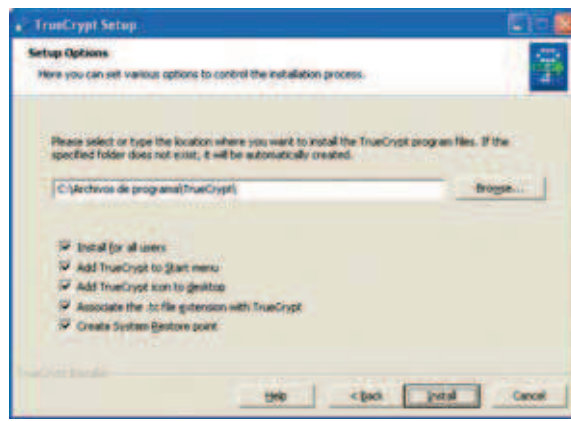 TrueCrypt Setup
Setup Options
Here you can set various options to control the installation process.
Please select or type the location where you want to install the TrueCrypt program files. If the
specified folder does not exist, it will be automatically created.
C:\Archivos de programa\TrueCrypt\
Browse...
Install for all users
Add TrueCrypt to Start menu
Add TrueCrypt icon to desktop
Associate the .tc file extension with TrueCrypt
Create System Restore point
TrueCrypt Installer
Help
< Back
Install
Cancel